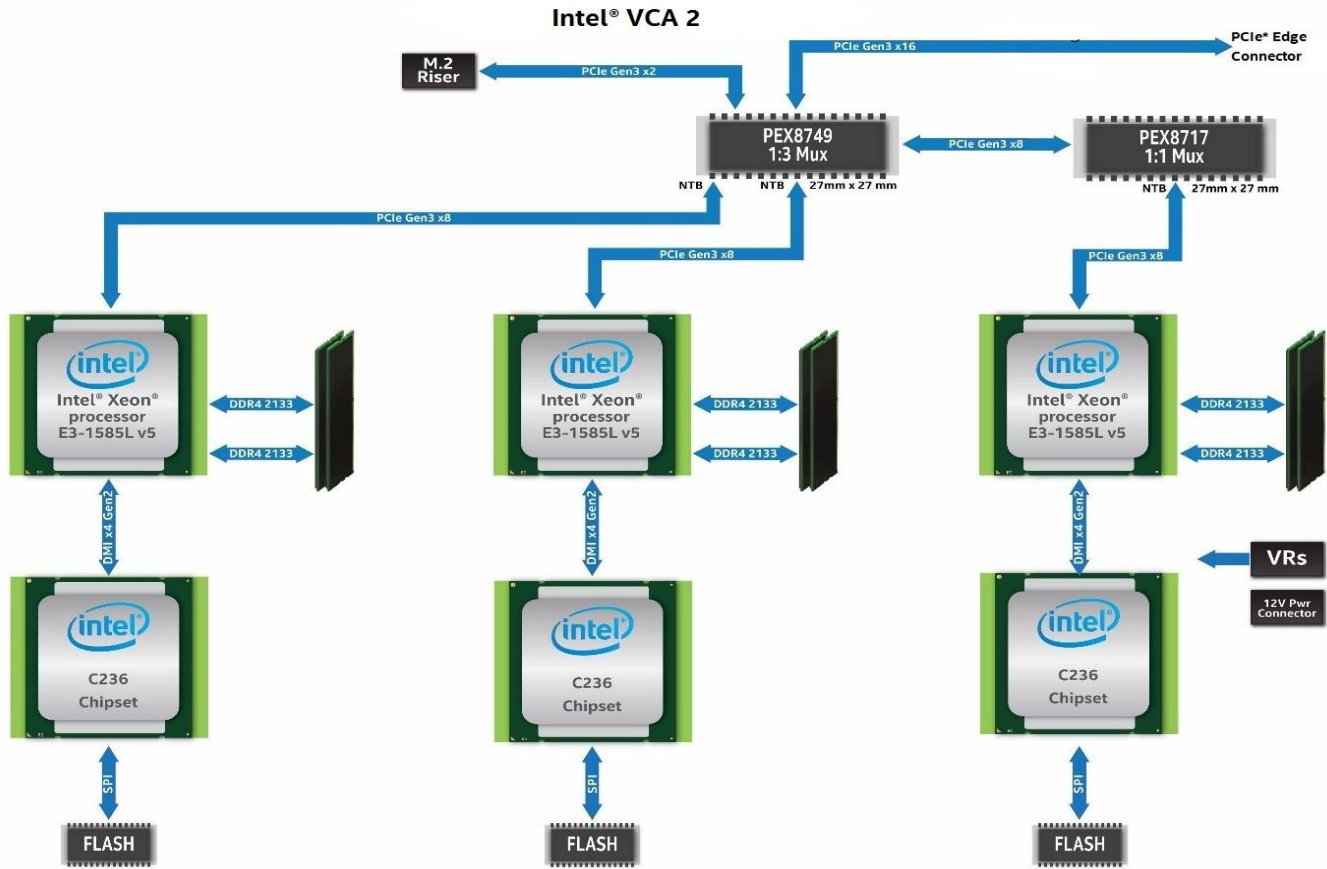 Intel® VCA 2
PCIe* Edge
Connector
PCIe Gen3 x16
M.2
Riser
PCIe Gen3 x2
PEX8749
1:3 Mux
PCIe Gen3 x8
PEX8717
1:1 Mux
NTB
NTB
27mm x 27 mm
NTB
27mm x 27 mm
PCIe Gen3 x8
PCIe Gen3 x8
PCIe Gen3 x8
intel®
Intel® Xeon®
processor
E3-1585L v5
DDR4 2133
DDR4 2133
intel®
Intel® Xeon®
processor
E3-1585L v5
DDR4 2133
DDR4 2133
intel®
Intel® Xeon®
processor
E3-1585L v5
DDR4 2133
DDR4 2133
DMI x4 Gen2
DMI x4 Gen2
DMI x4 Gen2
VRs
12V Pwr
Connector
intel®
C236
Chipset
intel®
C236
Chipset
intel®
C236
Chipset
SPI
SPI
SPI
FLASH
FLASH
FLASH